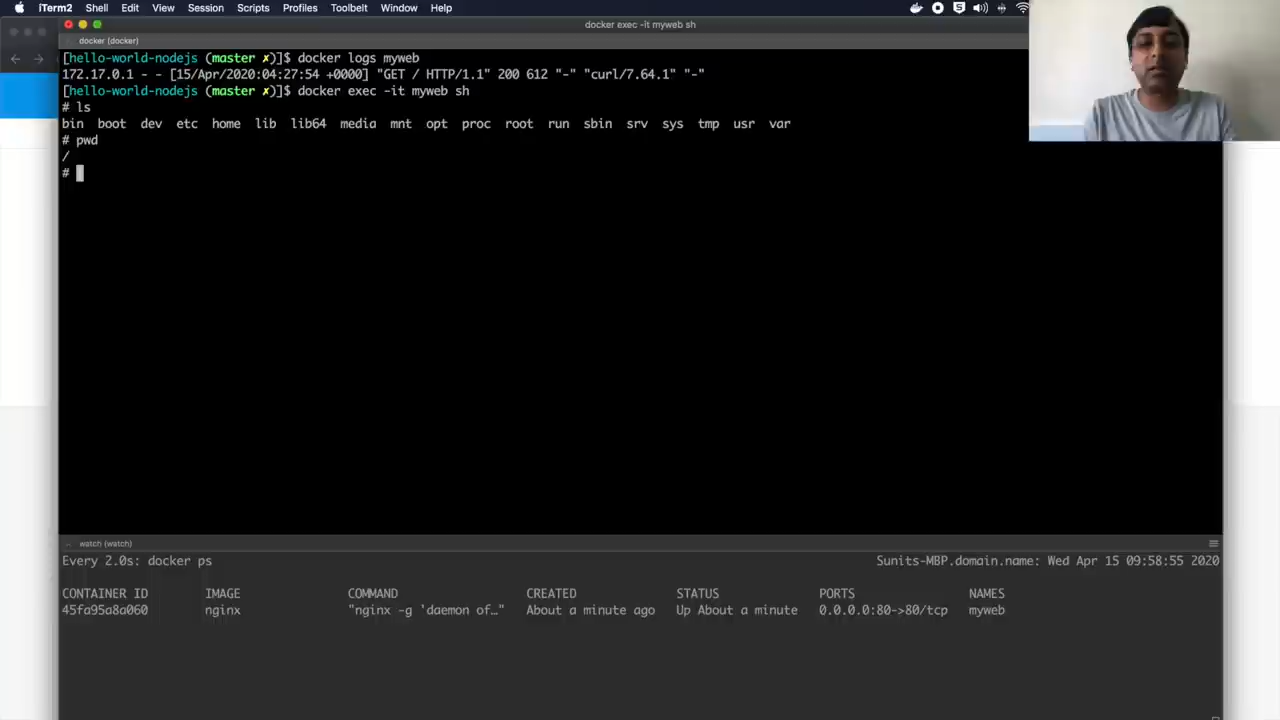 iTerm2 Shell Edit View Session Scripts Profiles Toolbelt Window Help
docker exec -it myweb sh
docker (docker)
[hello-world-nodejs (master ✗)]$ docker logs myweb
172.17.0.1 - - [15/Apr/2020:04:27:54 +0000] "GET / HTTP/1.1" 200 612 "-" "curl/7.64.1" "-"
[hello-world-nodejs (master ✗)]$ docker exec -it myweb sh
# ls
bin boot dev etc home lib lib64 media mnt opt proc root run sbin srv sys tmp usr var
# pwd
/
#
watch (watch)
Every 2.0s: docker ps Sunits-MBP.domain.name: Wed Apr 15 09:58:55 2020
CONTAINER ID IMAGE COMMAND CREATED STATUS PORTS NAMES
45fa95a8a060 nginx "nginx -g 'daemon of…" About a minute ago Up About a minute 0.0.0.0:80->80/tcp myweb